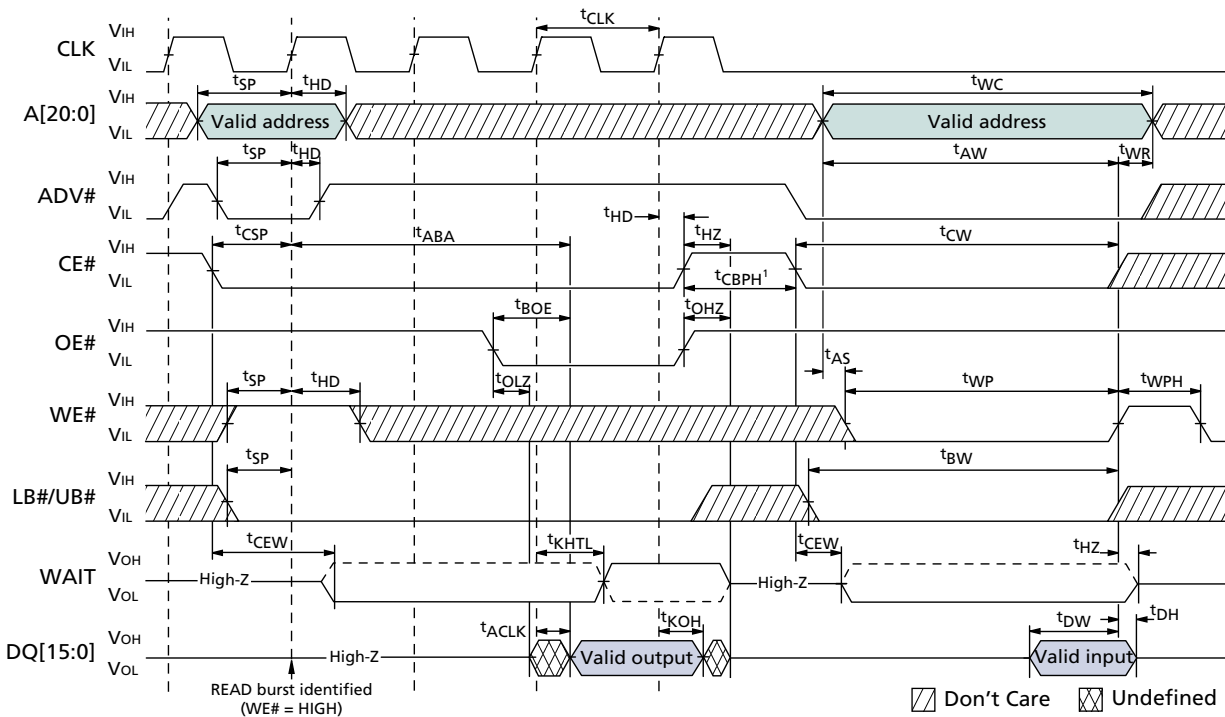 CLK
VIH
VIL
tCLK
A[20:0]
VIH
VIL
tSP
tHD
tWC
Valid address
Valid address
ADV#
VIH
VIL
tSP
tHD
tAW
tWR
tHD
CE#
VIH
VIL
tCSP
tABA
tHZ
tCBPH1
tCW
OE#
VIH
VIL
tBOE
tOHZ
tOLZ
tAS
WE#
VIH
VIL
tSP
tHD
tWP
tWPH
LB#/UB#
VIH
VIL
tSP
tBW
WAIT
VOH
VOL
tCEW
High-Z
tKHTL
High-Z
tCEW
tHZ
DQ[15:0]
VOH
VOL
High-Z
tACLK
Valid output
tKOH
tDW
Valid input
tDH
READ burst identified
(WE# = HIGH)
Don't Care
Undefined